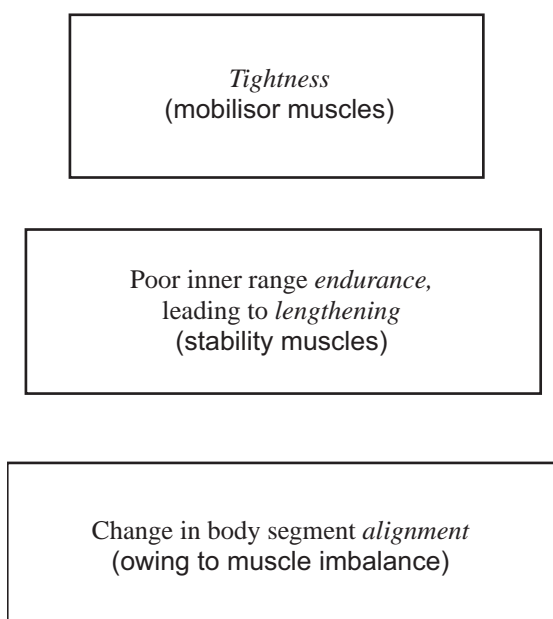 Tightness
(mobilisor muscles)
Poor inner range endurance,
leading to lengthening
(stability muscles)
Change in body segment alignment
(owing to muscle imbalance)